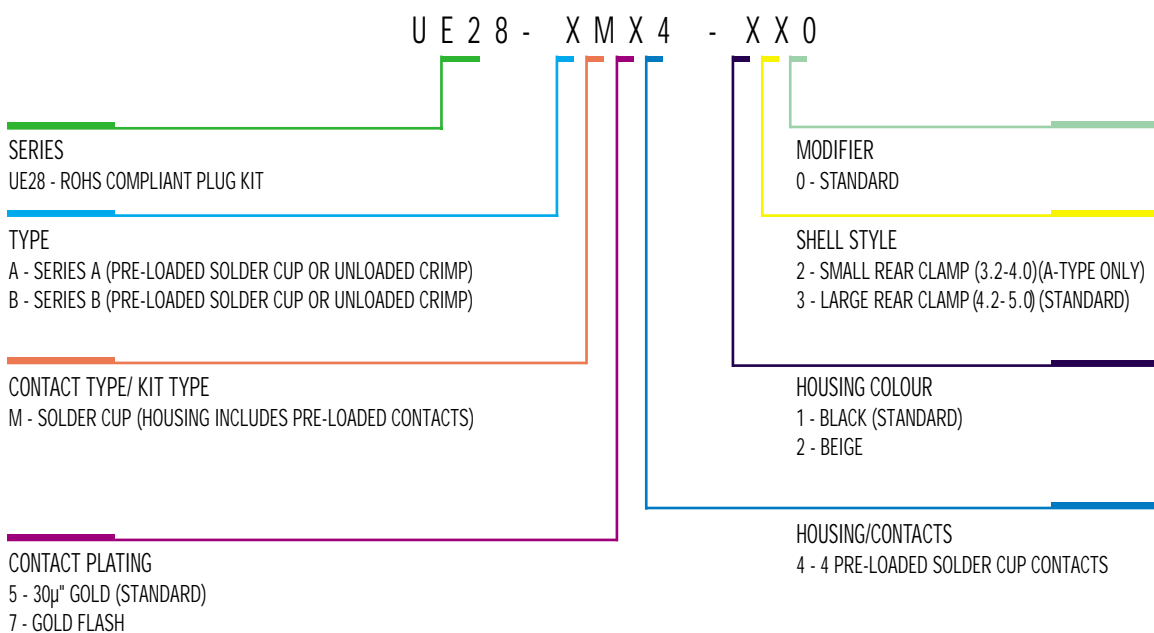 UE28- XMX4 - XX0
SERIES
UE28 - ROHS COMPLIANT PLUG KIT
TYPE
A - SERIES A (PRE-LOADED SOLDER CUP OR UNLOADED CRIMP)
B - SERIES B (PRE-LOADED SOLDER CUP OR UNLOADED CRIMP)
CONTACT TYPE/ KIT TYPE
M - SOLDER CUP (HOUSING INCLUDES PRE-LOADED CONTACTS)
CONTACT PLATING
5 - 30µ" GOLD (STANDARD)
7 - GOLD FLASH
MODIFIER
0 - STANDARD
SHELL STYLE
2 - SMALL REAR CLAMP (3.2-4.0)(A-TYPE ONLY)
3 - LARGE REAR CLAMP (4.2-5.0) (STANDARD)
HOUSING COLOUR
1 - BLACK (STANDARD)
2 - BEIGE
HOUSING/CONTACTS
4 - 4 PRE-LOADED SOLDER CUP CONTACTS